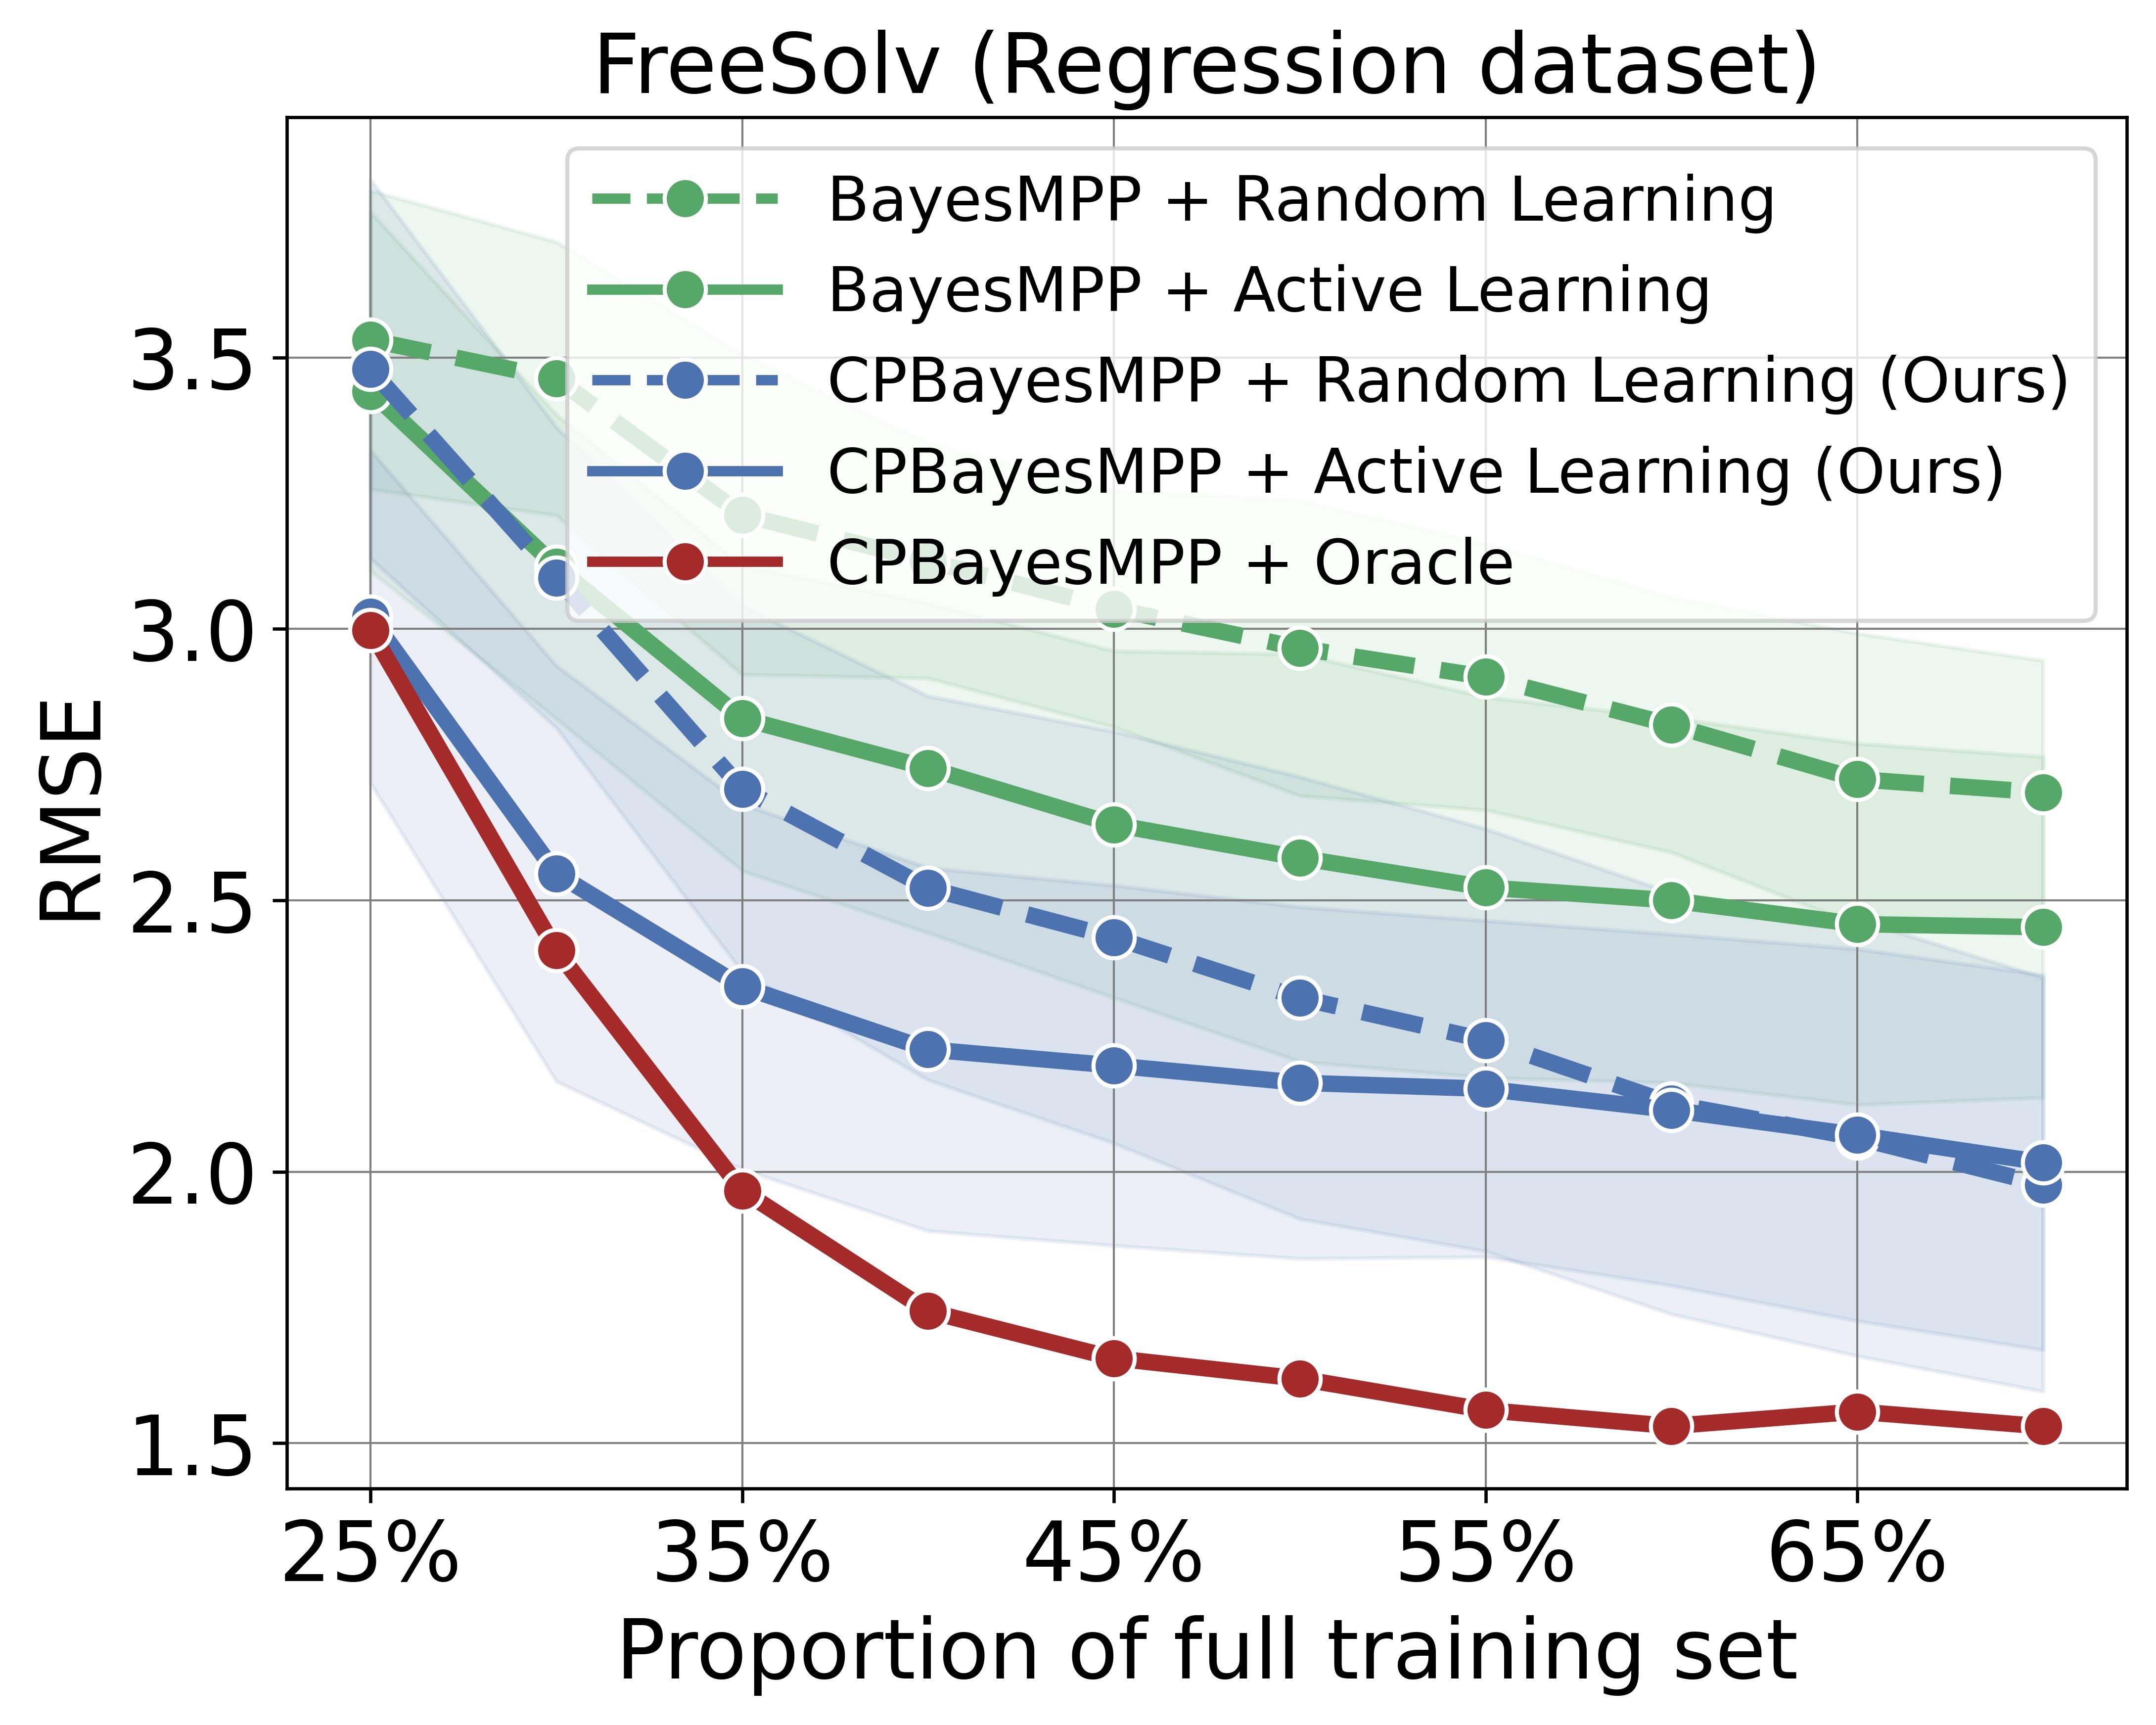 FreeSolv (Regression dataset)
BayesMPP + Random Learning
BayesMPP + Active Learning
CPBayesMPP + Random Learning (Ours)
CPBayesMPP + Active Learning (Ours)
CPBayesMPP + Oracle
RMSE
3.5
3.0
2.5
2.0
1.5
25% 35% 45% 55% 65%
Proportion of full training set